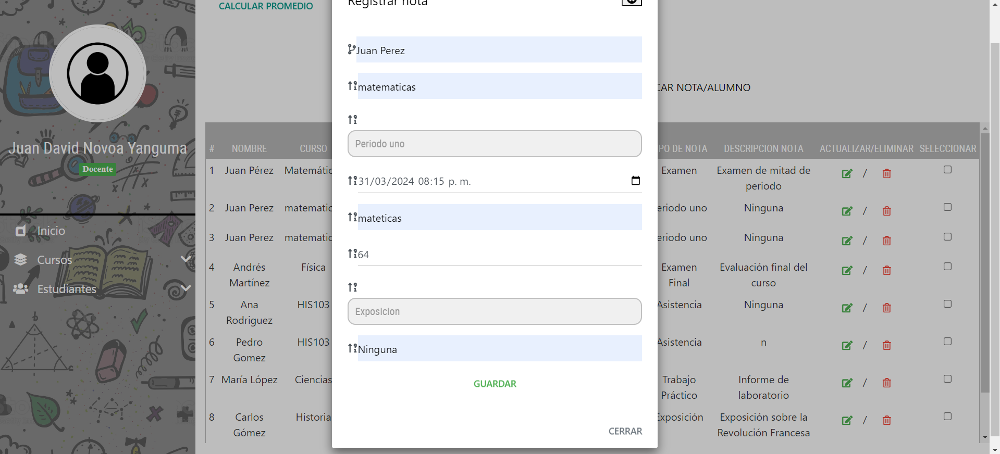 CALCULAR PROMEDIO
Juan David Novoa Yanguma
Docente
Inicio
Cursos
Estudiantes
Registrar nota
Juan Perez
matematicas
Periodo uno
31/03/2024 08:15 p. m.
mateticas
64
Exposicion
Ninguna
GUARDAR
CERRAR
CAR NOTA/ALUMNO
# NOMBRE CURSO PO DE NOTA DESCRIPCION NOTA ACTUALIZAR/ELIMINAR SELECCIONAR
1 Juan Pérez Matemátic Examen Examen de mitad de
periodo
/
2 Juan Perez matematic eriodo uno Ninguna /
3 Juan Perez matematic eriodo uno Ninguna /
4 Andrés Física Examen Evaluación final del /
Martínez Final curso
5 Ana HIS103 Asistencia Ninguna /
Rodriguez
6 Pedro HIS103 Asistencia n /
Gomez
7 María López Ciencias Trabajo Informe de /
Práctico laboratorio
8 Carlos Historia Exposición Exposición sobre la /
Gómez Revolución Francesa
b
c